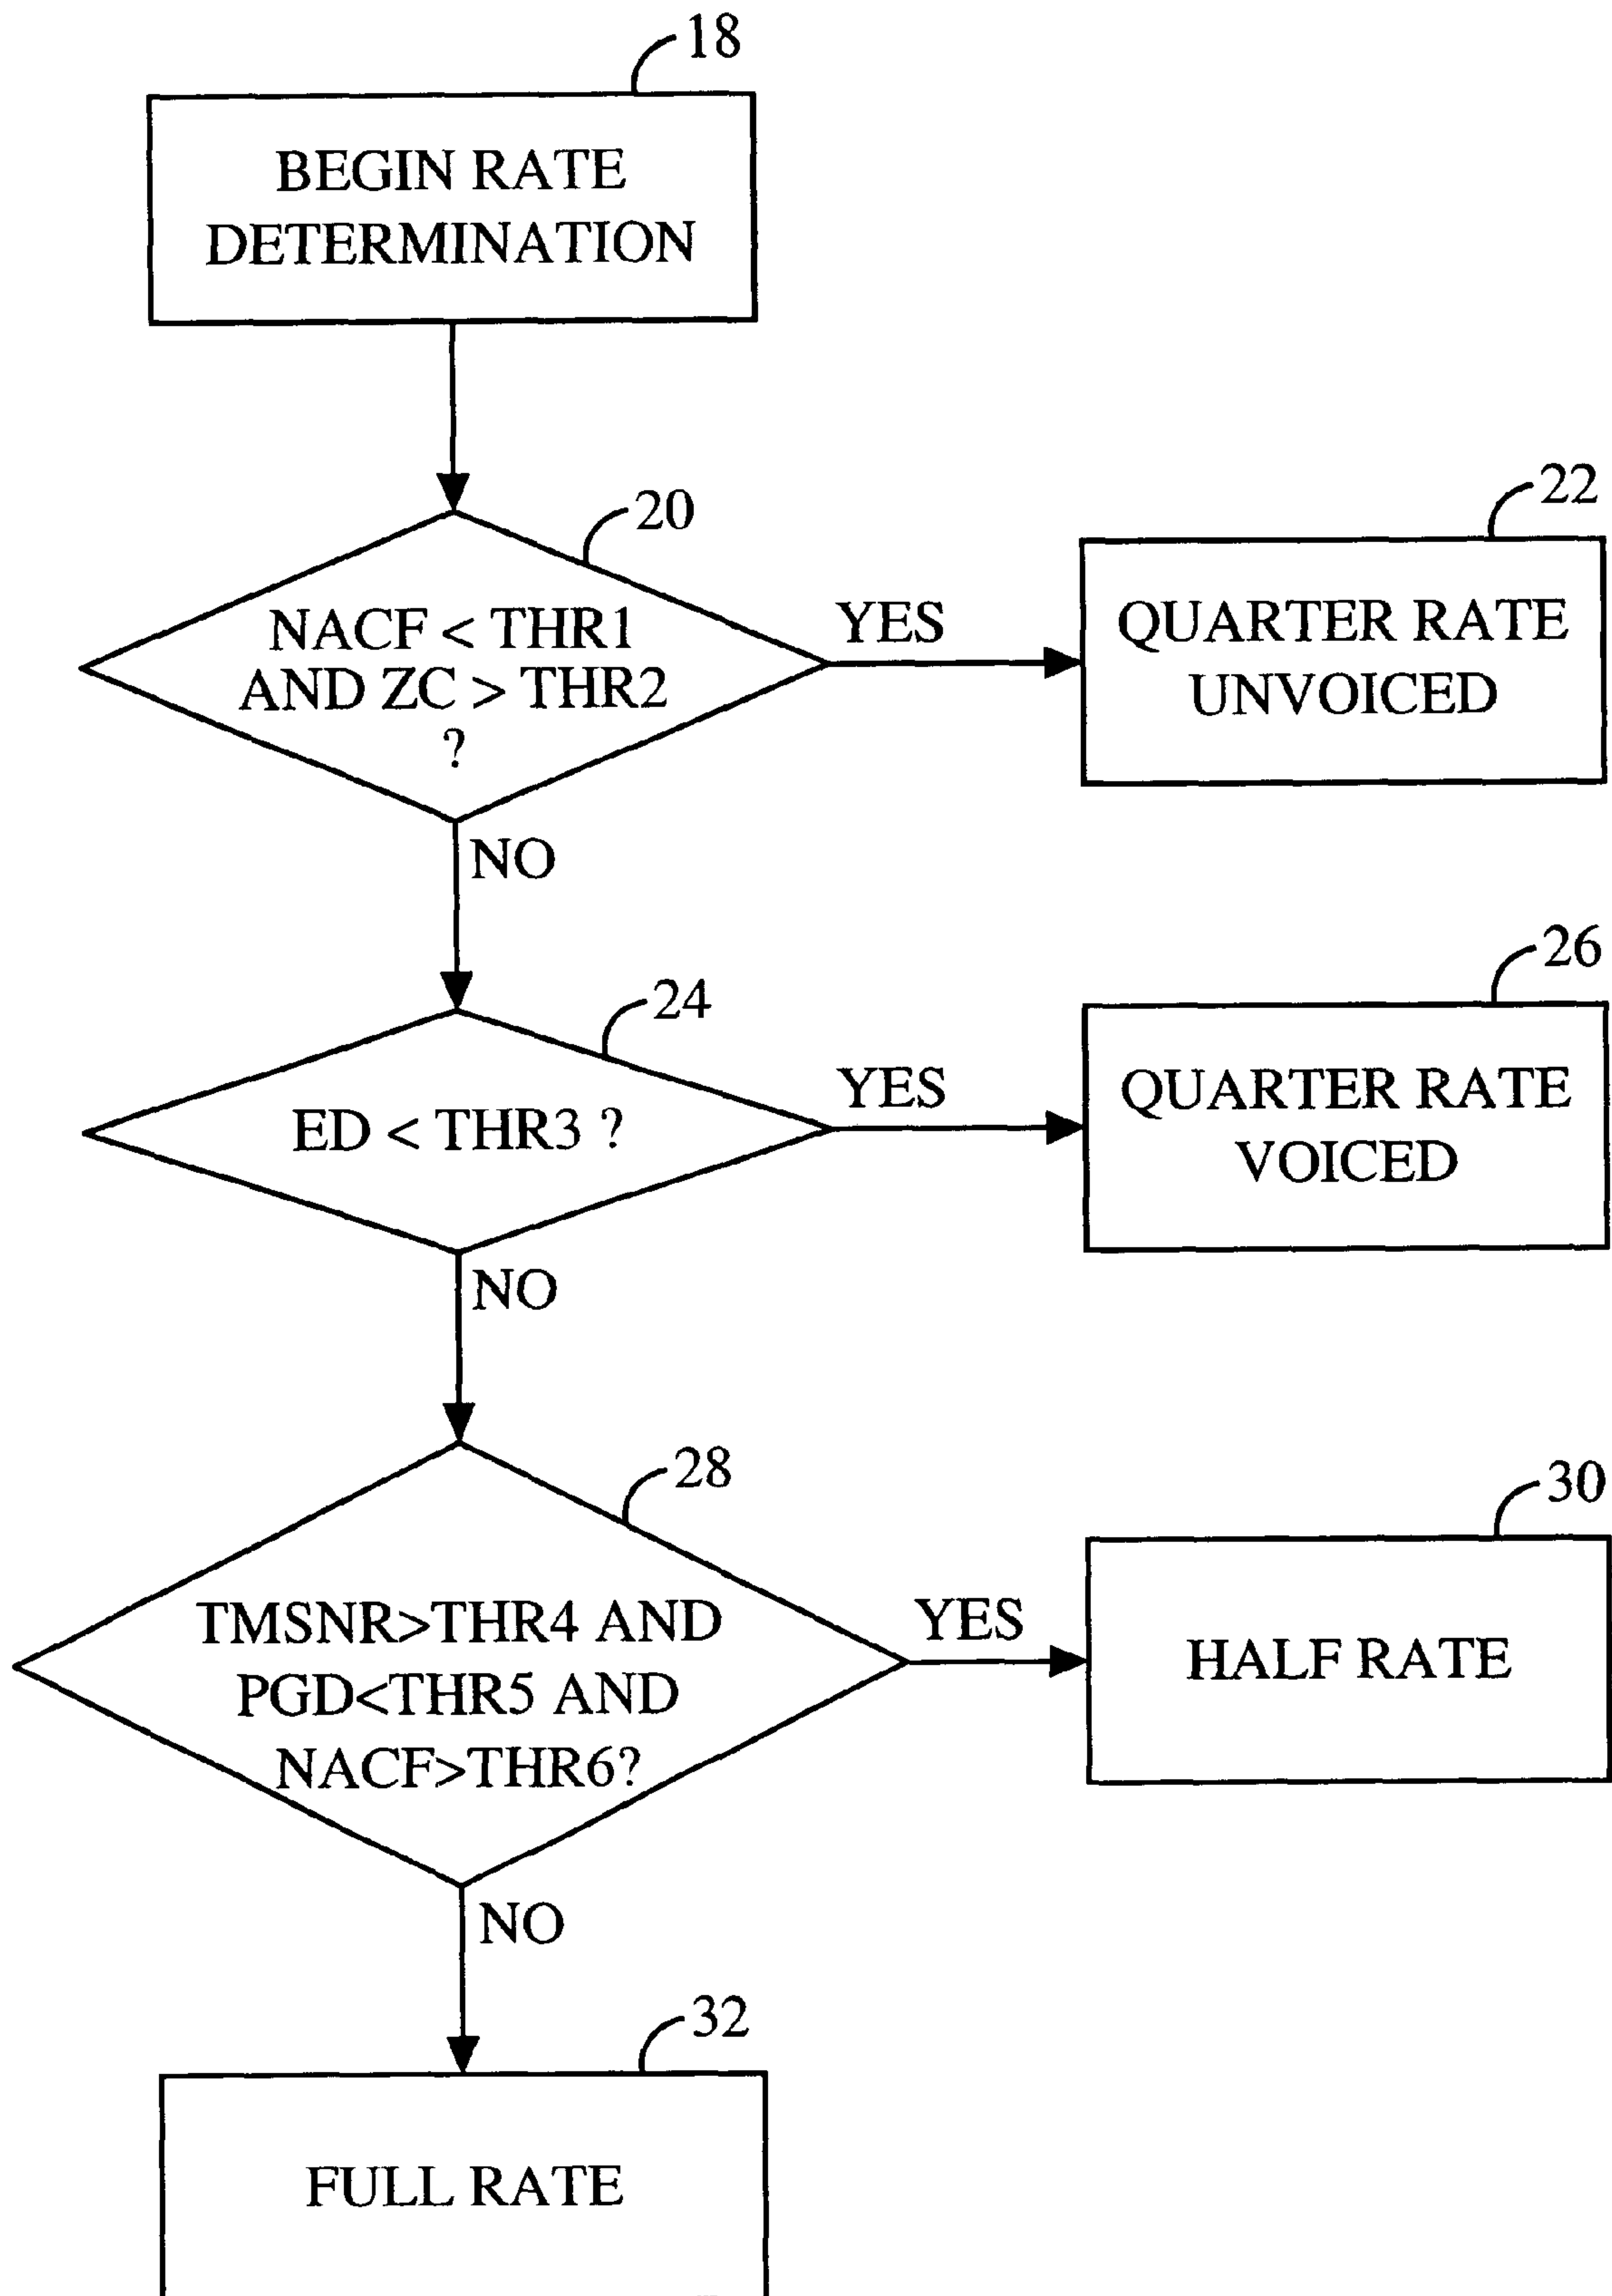 18
BEGIN RATE
DETERMINATION
20
NACF < THR1
AND ZC > THR2
?
YES
22
QUARTER RATE
UNVOICED
NO
24
ED < THR3 ?
YES
26
QUARTER RATE
VOICED
NO
28
TMSNR>THR4 AND
PGD<THR5 AND
NACF>THR6?
YES
30
HALF RATE
NO
32
FULL RATE